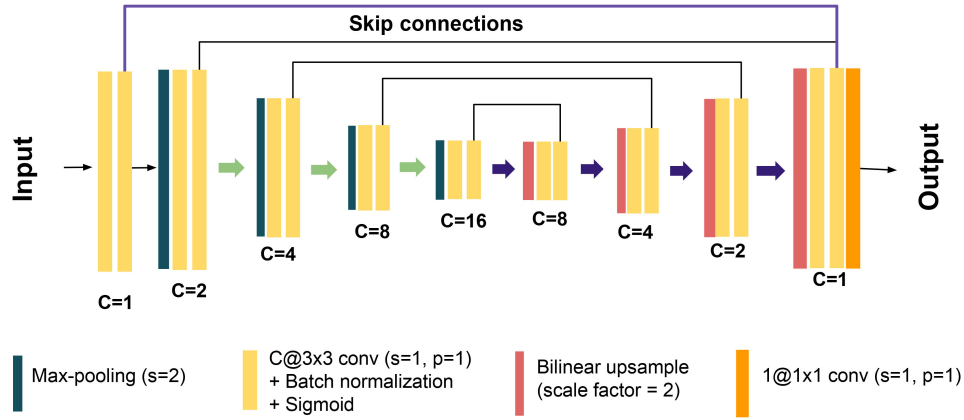 Skip connections
Input
Output
C=1
C=2
C=4
C=8
C=16
C=8
C=4
C=2
C=1
Max-pooling (s=2)
C@3x3 conv (s=1, p=1)
+ Batch normalization
+ Sigmoid
Bilinear upsample
(scale factor = 2)
1@1x1 conv (s=1, p=1)